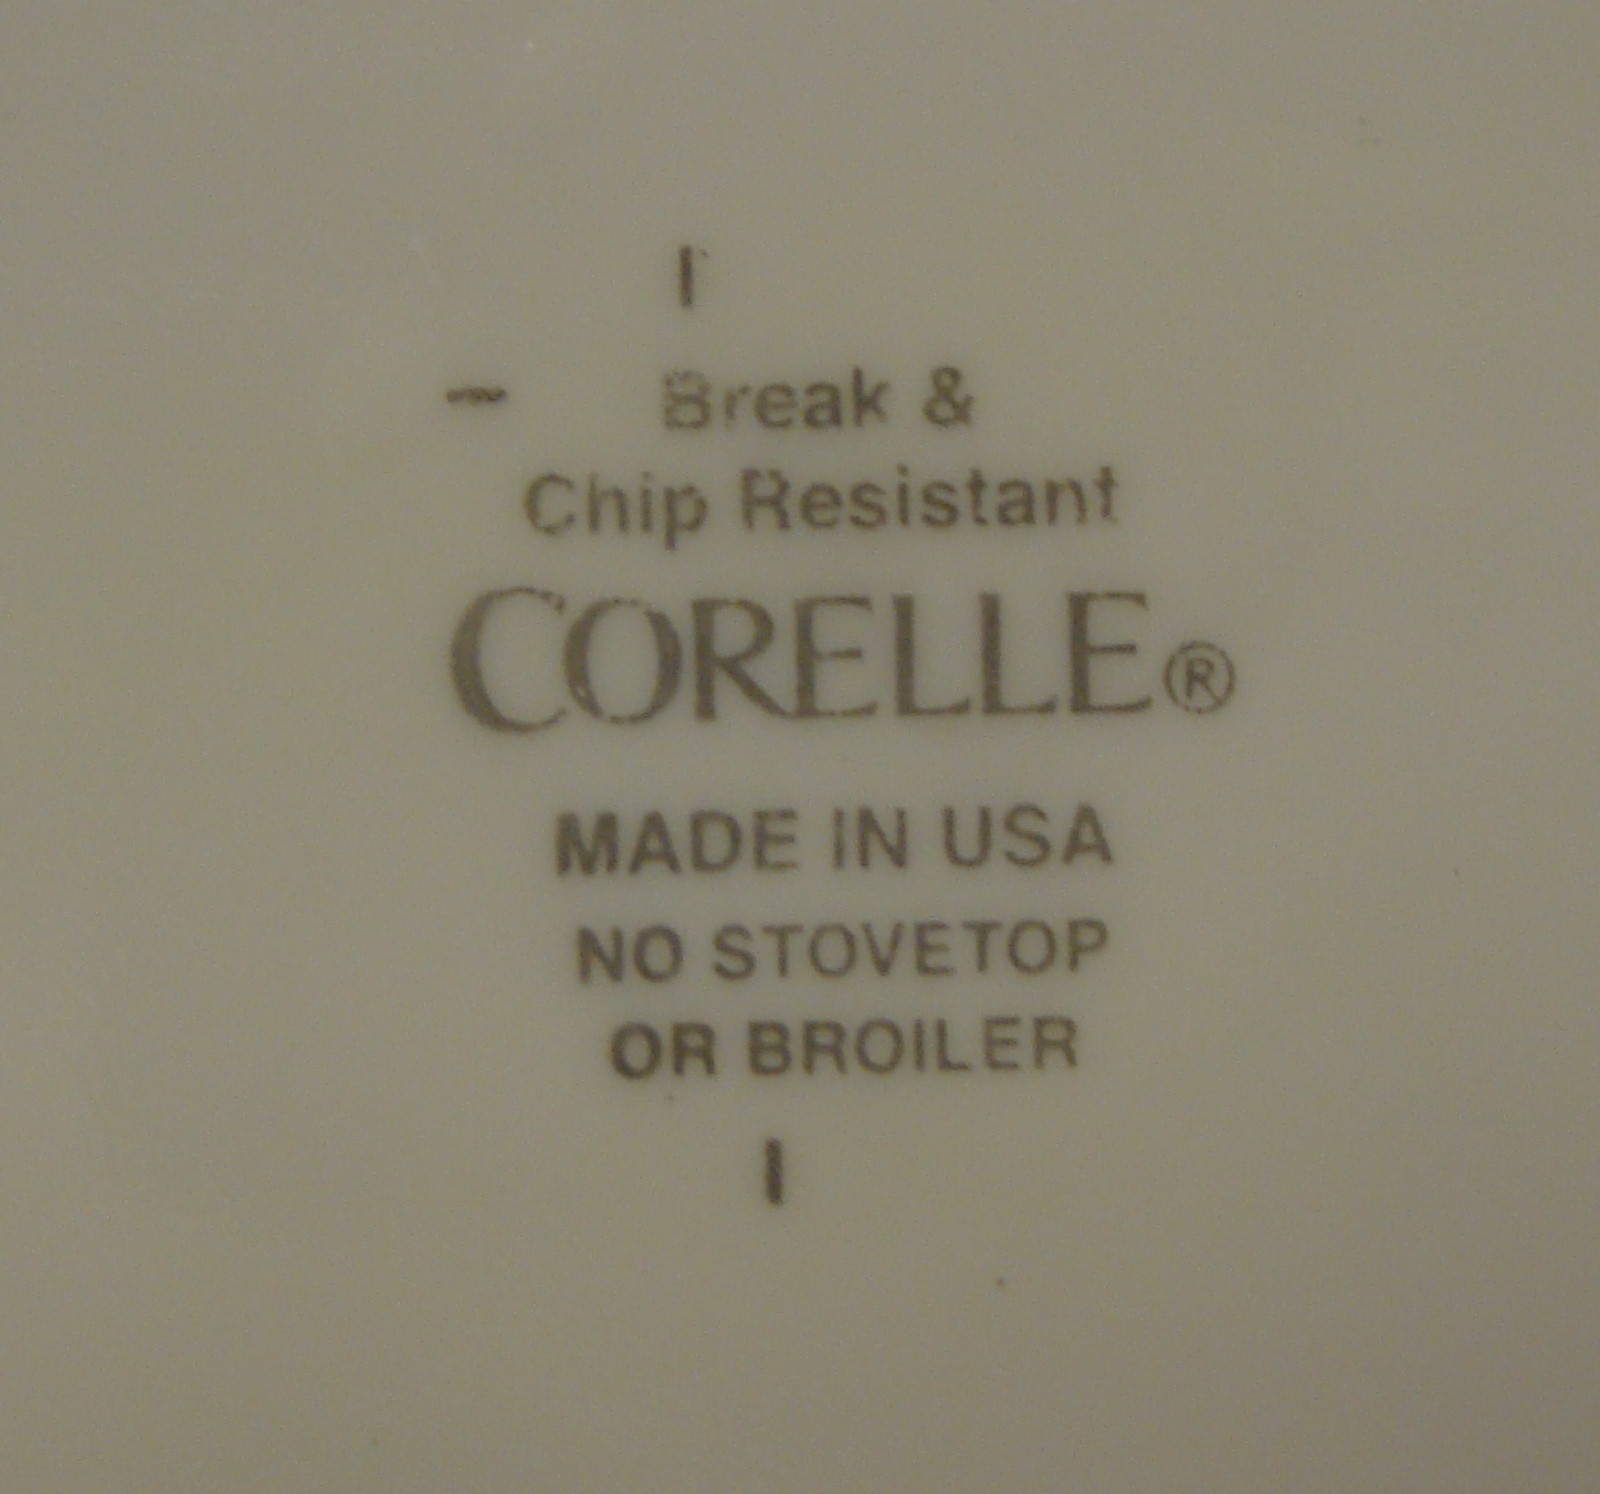 Break &
Chip Resistant
CORELLE®
MADE IN USA
NO STOVETOP
OR BROILER